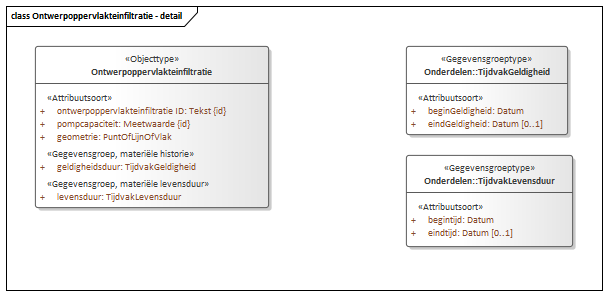 class Ontwerpoppervlakteinfiltratie - detail
«Objecttype»
Ontwerpoppervlakteinfiltratie
«Attribuutsoort»
+ ontwerpoppervlakteinfiltratie ID: Tekst {id}
+ pompcapaciteit: Meetwaarde {id}
+ geometrie: PuntOfLijnOfVlak
«Gegevensgroep, materiële historie»
+ geldigheidsduur: TijdvakGeldigheid
«Gegevensgroep, materiële levensduur»
+ levensduur: TijdvakLevensduur
«Gegevensgroeptype»
Onderdelen::TijdvakGeldigheid
«Attribuutsoort»
+ beginGeldigheid: Datum
+ eindGeldigheid: Datum [0..1]
«Gegevensgroeptype»
Onderdelen::TijdvakLevensduur
«Attribuutsoort»
+ begintijd: Datum
+ eindtijd: Datum [0..1]